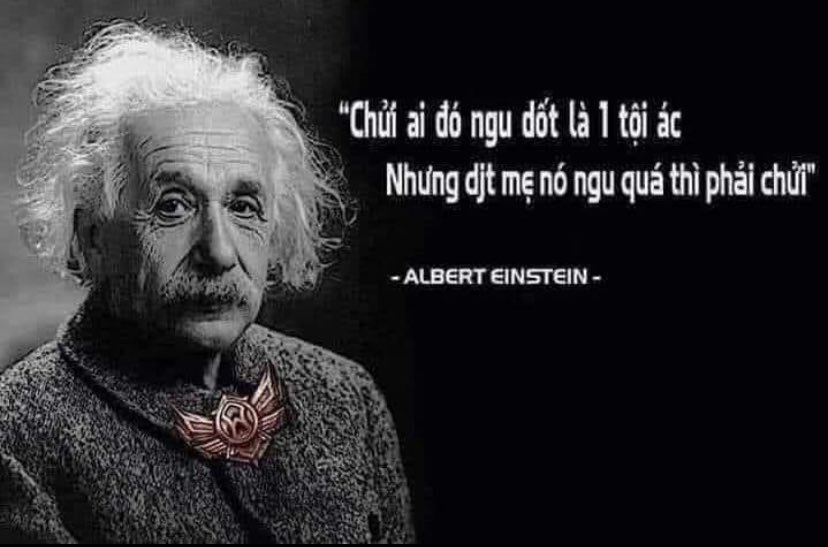 "Chửi ai đó ngu dốt là 1 tội ác
Nhưng djt mẹ nó ngu quá thì phải chửi"
- ALBERT EINSTEIN -